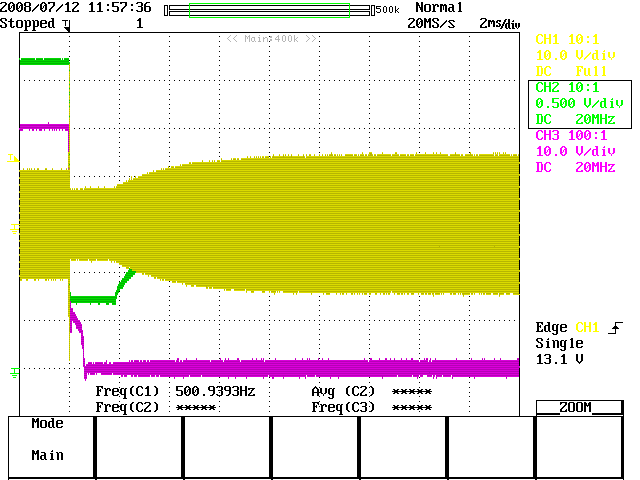 2008/07/12 11:57:36
500k
Normal
Stopped
1
20MS/s
2ms/div
<< Main:400k >>
CH1 10:1
10.0 V/div
DC Full
CH2 10:1
0.500 V/div
DC 20MHz
CH3 100:1
10.0 V/div
DC 20MHz
Edge CH1
Single
13.1 V
Freq(C1) 500.9393Hz
Avg (C2) *****
Freq(C2) *****
Freq(C3) *****
ZOOM
Mode
Main